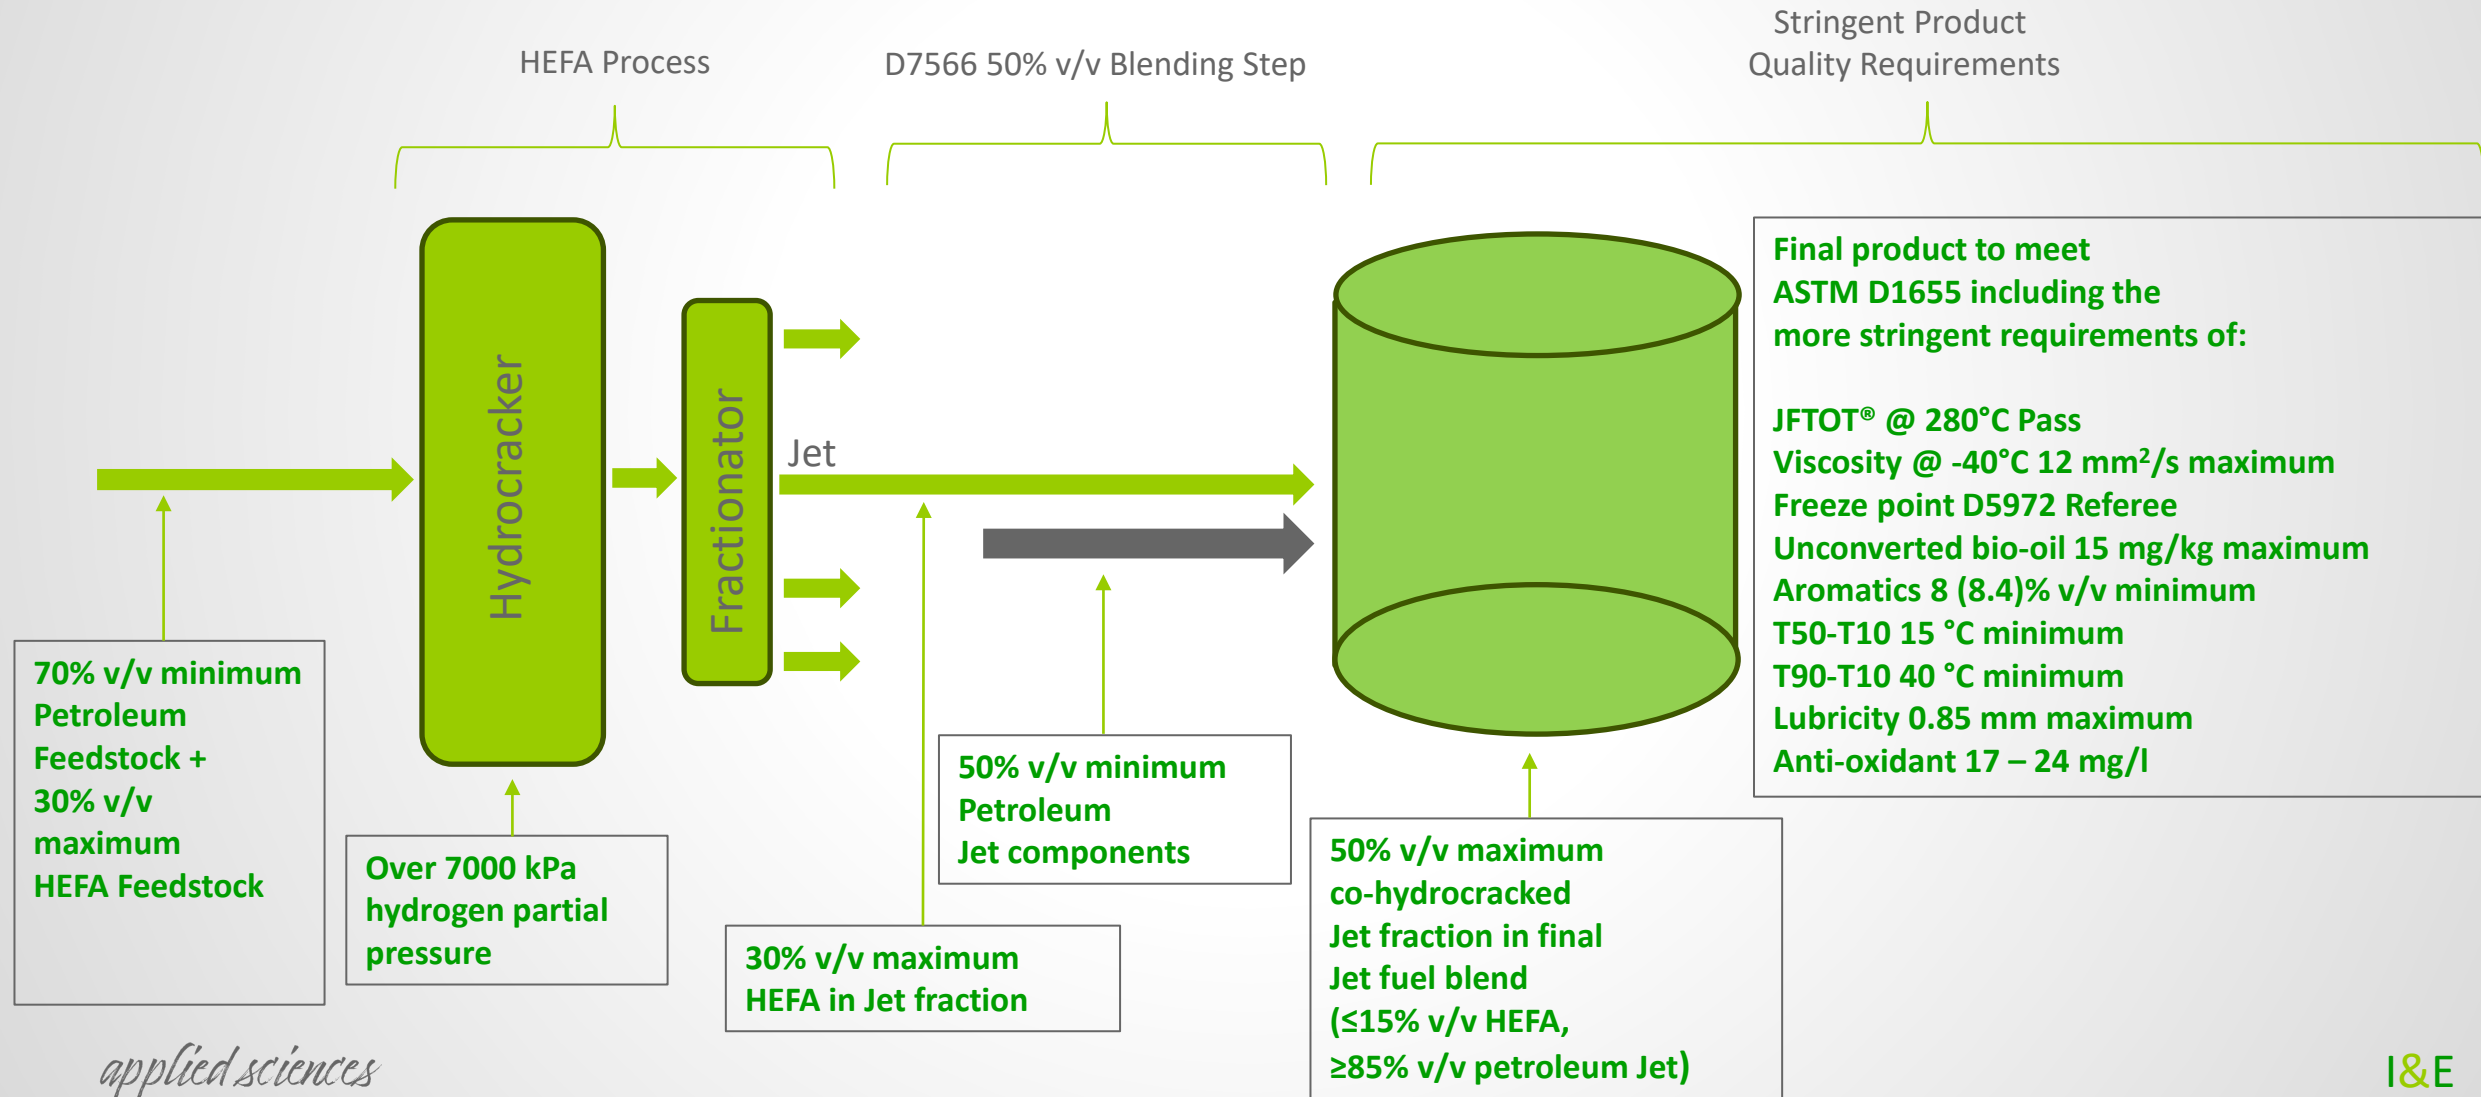 HEFA Process
D7566 50% v/v Blending Step
Stringent Product
Quality Requirements
Hydrocracker
Fractionator
Jet
70% v/v minimum
Petroleum
Feedstock +
30% v/v
maximum
HEFA Feedstock
Over 7000 kPa
hydrogen partial
pressure
30% v/v maximum
HEFA in Jet fraction
50% v/v minimum
Petroleum
Jet components
50% v/v maximum
co-hydrocracked
Jet fraction in final
Jet fuel blend
(≤15% v/v HEFA,
≥85% v/v petroleum Jet)
Final product to meet
ASTM D1655 including the
more stringent requirements of:
JFTOT® @ 280°C Pass
Viscosity @ -40°C 12 mm²/s maximum
Freeze point D5972 Referee
Unconverted bio-oil 15 mg/kg maximum
Aromatics 8 (8.4)% v/v minimum
T50-T10 15 °C minimum
T90-T10 40 °C minimum
Lubricity 0.85 mm maximum
Anti-oxidant 17 – 24 mg/l
applied sciences
I&E